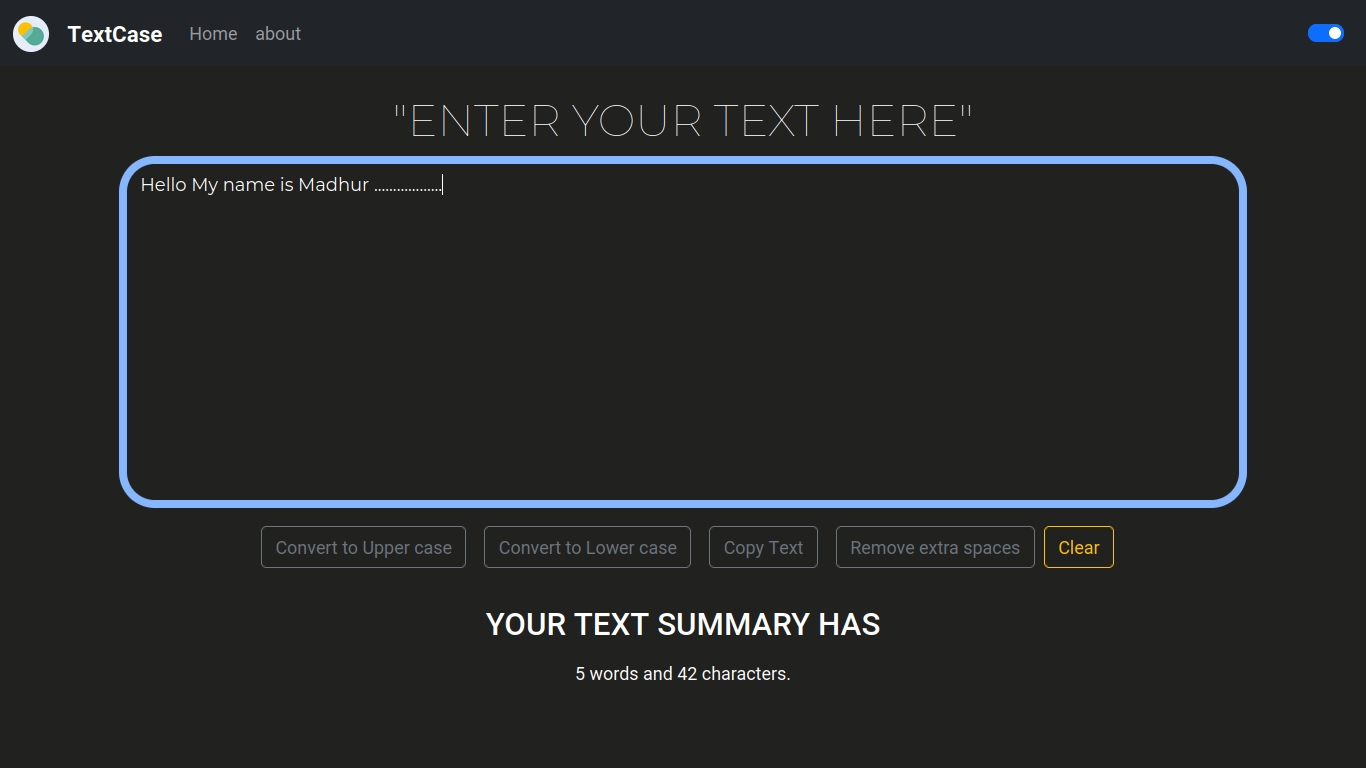 TextCase Home about
"ENTER YOUR TEXT HERE"
Hello My name is Madhur ..................
Convert to Upper case Convert to Lower case Copy Text Remove extra spaces Clear
YOUR TEXT SUMMARY HAS
5 words and 42 characters.